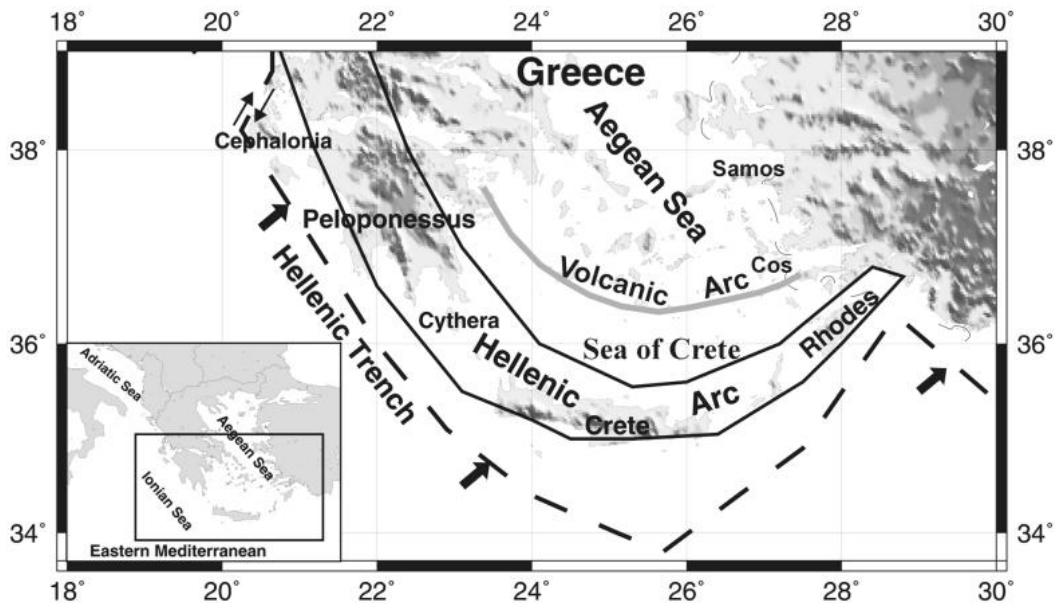 18° 20° 22° 24° 26° 28° 30°
Greece
Aegean Sea
Cephalonia
38° 38°
Samos
Peloponessus
Volcanic Arc
Cos
Hellenic Trench
Cythera
Rhodes
36° 36°
Sea of Crete
Hellenic Arc
Crete
Adriatic Sea
Aegean Sea
Ionian Sea
34° 34°
Eastern Mediterranean
18° 20° 22° 24° 26° 28° 30°